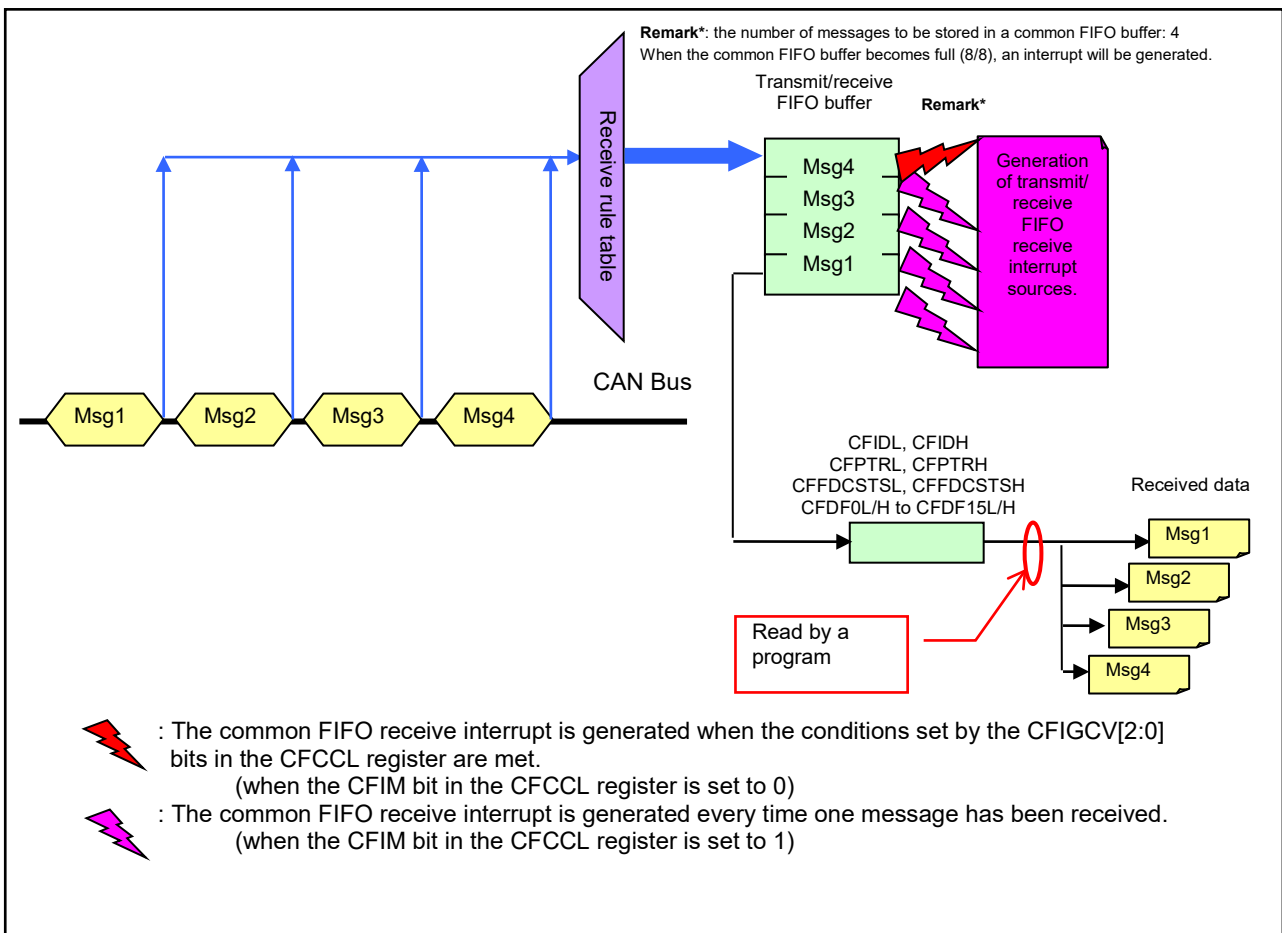 Remark*: the number of messages to be stored in a common FIFO buffer: 4
When the common FIFO buffer becomes full (8/8), an interrupt will be generated.
Transmit/receive
FIFO buffer
Remark*
Receive rule table
Msg4
Msg3
Msg2
Msg1
Generation
of transmit/
receive
FIFO
receive
interrupt
sources.
CAN Bus
Msg1
Msg2
Msg3
Msg4
CFIDL, CFIDH
CFPTRL, CFPTRH
CFFDCSTSL, CFFDCSTSH
CFDF0L/H to CFDF15L/H
Received data
Msg1
Msg2
Msg3
Msg4
Read by a
program
: The common FIFO receive interrupt is generated when the conditions set by the CFIGCV[2:0]
bits in the CFCCL register are met.
(when the CFIM bit in the CFCCL register is set to 0)
: The common FIFO receive interrupt is generated every time one message has been received.
(when the CFIM bit in the CFCCL register is set to 1)